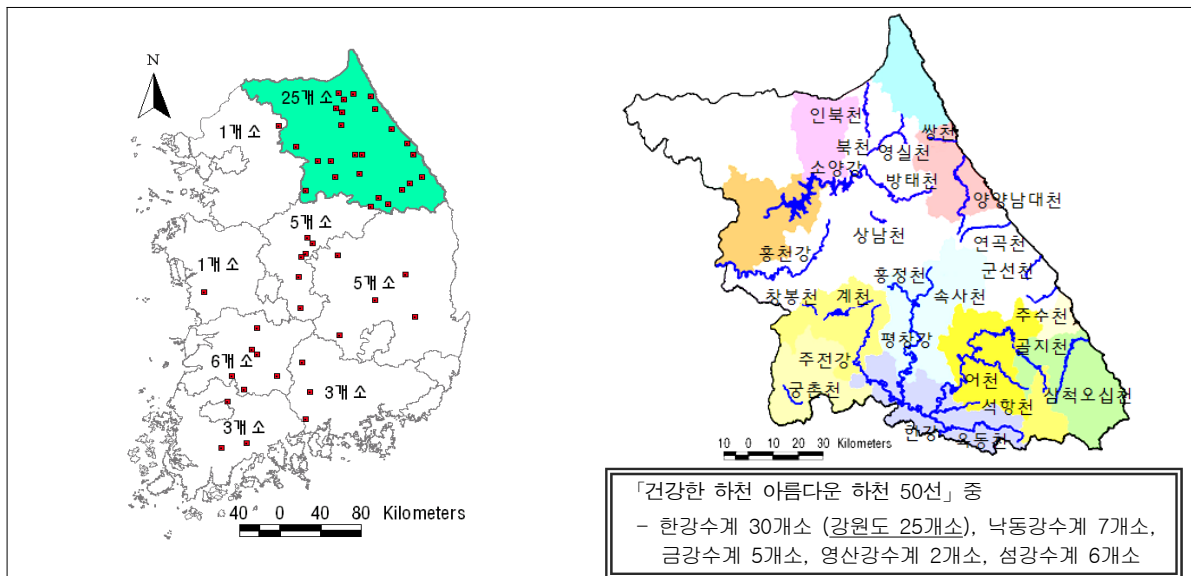 N
25개소
1개소
5개소
1개소
5개소
6개소
3개소
3개소
40 0 40 80 Kilometers
인북천
쌍천
북천
영실천
소양강
방태천
양양남대천
상남천
연곡천
홍천강
군선천
홍정천
창봉천
계천
속사천
주수천
평창강
골지천
주전강
어천
궁촌천
삼척오십천
석항천
한강
옥동천
10 0 10 20 30 Kilometers
「건강한 하천 아름다운 하천 50선」 중
- 한강수계 30개소 (강원도 25개소), 낙동강수계 7개소,
금강수계 5개소, 영산강수계 2개소, 섬강수계 6개소